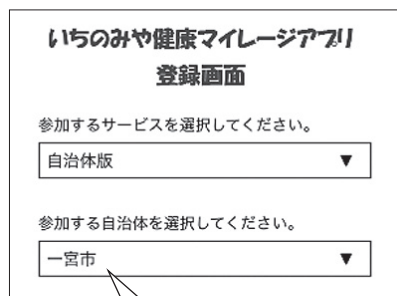 いちのみや健康マイレージアプリ
登録画面
参加するサービスを選択してください。
自治体版 ▼
参加する自治体を選択してください。
一宮市 ▼